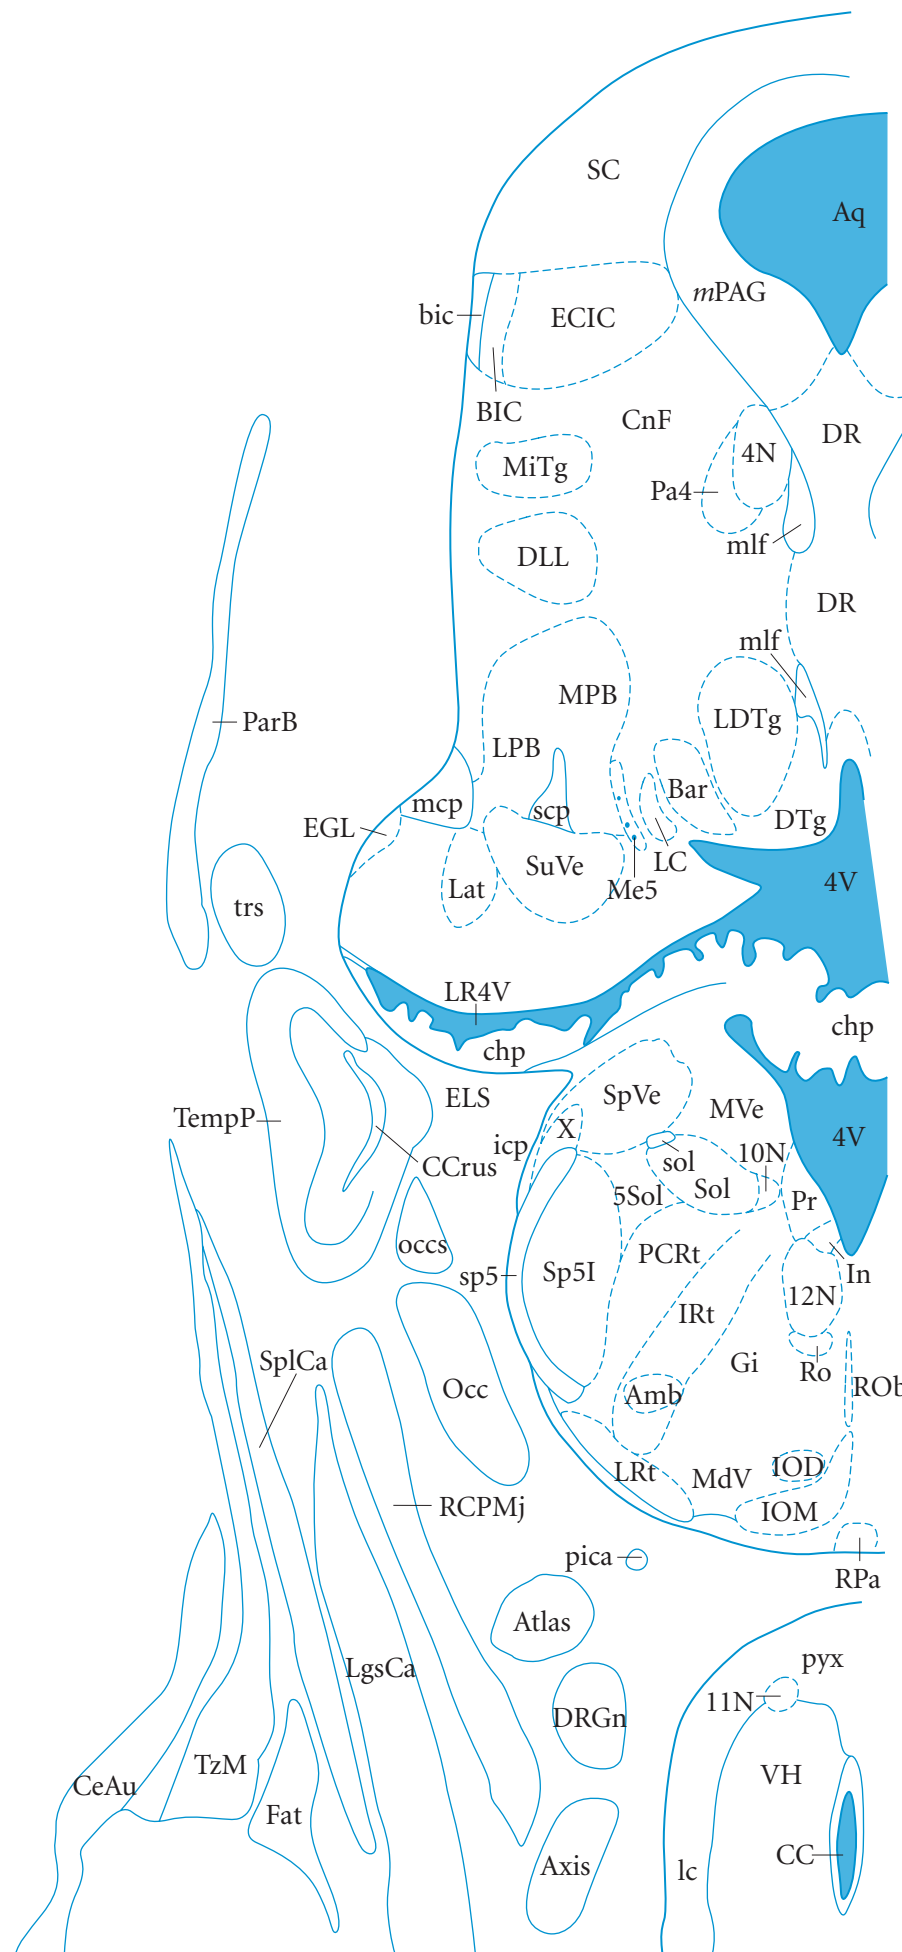 SC
Aq
mPAG
bic
ECIC
BIC
CnF
DR
4N
MiTg
Pa4
mlf
DLL
DR
mlf
MPB
LDTg
ParB
LPB
Bar
mcp
scp
DTg
EGL
LC
SuVe
4V
Lat
Me5
trs
LR4V
chp
chp
ELS
SpVe
MVe
TempP
X
4V
icp
10N
CCrus
sol
Sol
5Sol
Pr
occs
PCRt
sp5
Sp5I
In
12N
IRt
SplCa
Gi
Ro
Occ
Amb
ROb
LRt
MdV
IOD
RCPMj
IOM
pica
RPa
Atlas
pyx
LgsCa
11N
DRGn
TzM
VH
CeAu
Fat
CC
Axis
lc